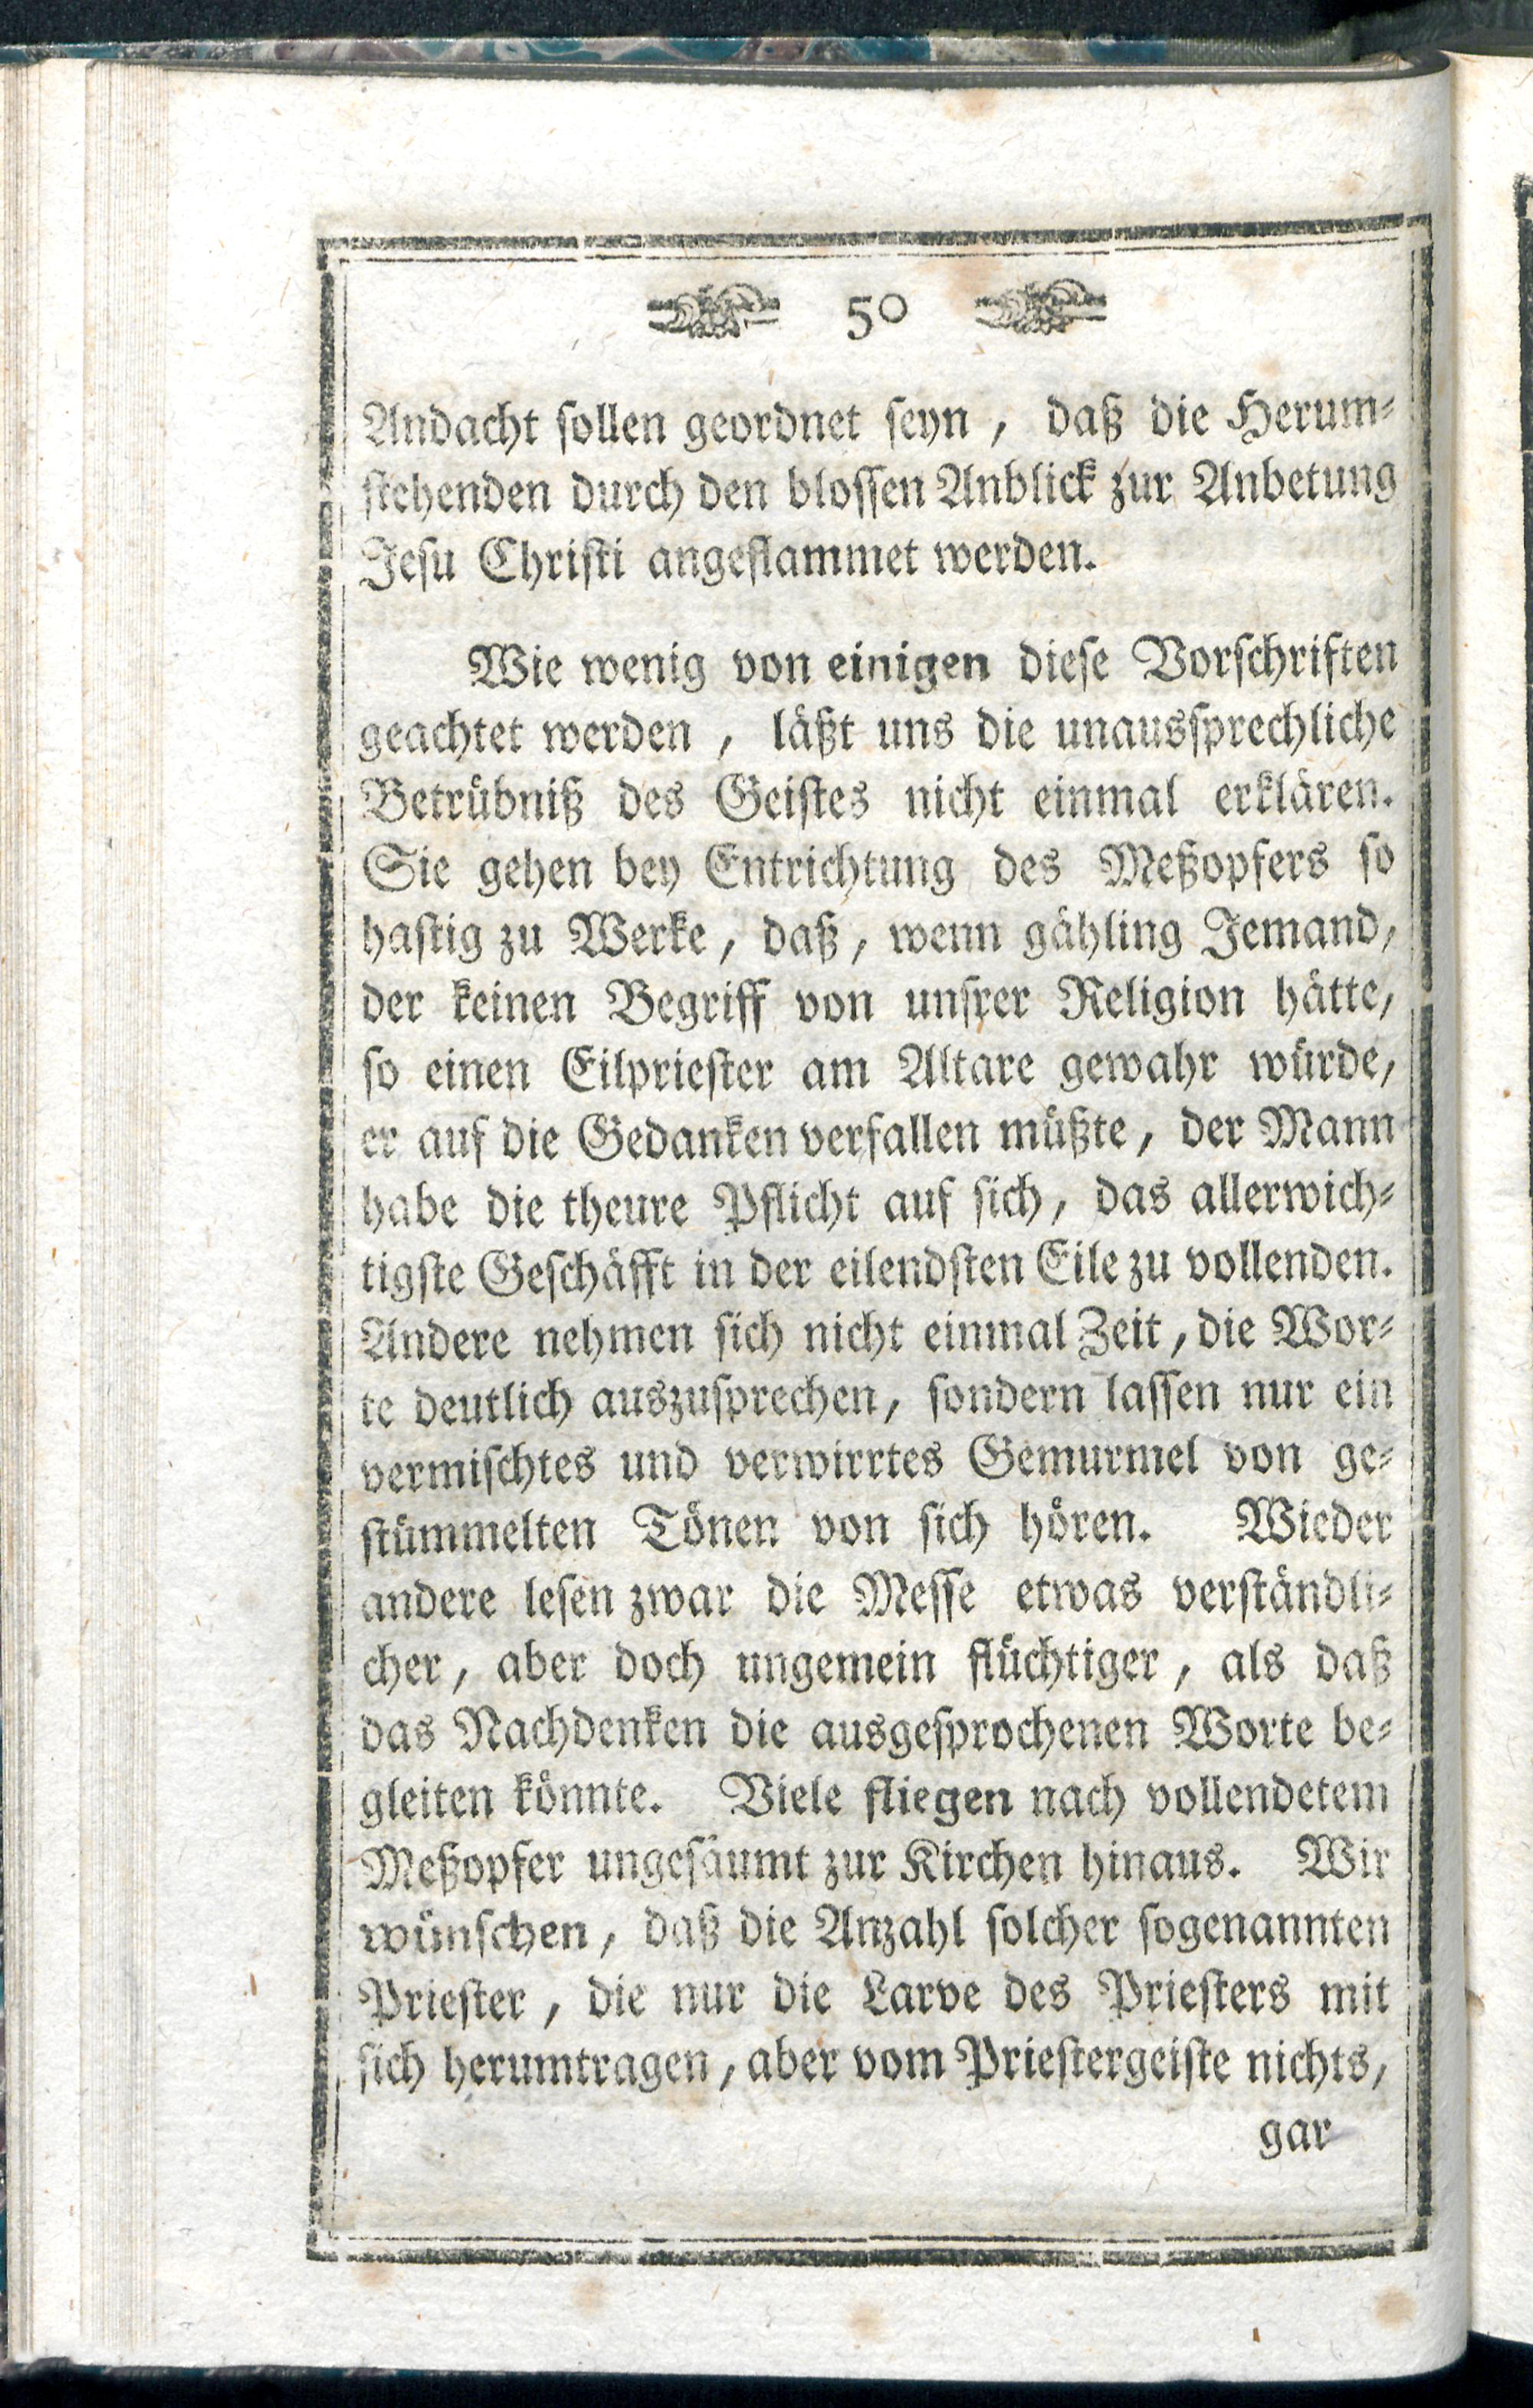 50
Andacht sollen geordnet seyn, daß die Herum-
stehenden durch den blossen Anblick zur Anbetung
Jesu Christi angeflammet werden.
Wie wenig von einigen diese Vorschriften
geachtet werden, läßt uns die unaussprechliche
Betrübniß des Geistes nicht einmal erklären.
Sie gehen bey Entrichtung des Meßopfers so
hastig zu Werke, daß, wenn gähling Jemand,
der keinen Begriff von unsrer Religion hätte,
so einen Eilpriester am Altare gewahr würde,
er auf die Gedanken verfallen müßte, der Mann
habe die theure Pflicht auf sich, das allerwich-
tigste Geschäfft in der eilendsten Eile zu vollenden.
Andere nehmen sich nicht einmal Zeit, die Wor-
te deutlich auszusprechen, sondern lassen nur ein
vermischtes und verwirrtes Gemurmel von ge-
stümmelten Tönen von sich hören. Wieder
andere lesen zwar die Messe etwas verständli-
cher, aber doch ungemein flüchtiger, als daß
das Nachdenken die ausgesprochenen Worte be-
gleiten könnte. Viele fliegen nach vollendetem
Meßopfer ungesäumt zur Kirchen hinaus. Wir
wünschen, daß die Anzahl solcher sogenannten
Priester, die nur die Larve des Priesters mit
sich herumtragen, aber vom Priestergeiste nichts,
gar